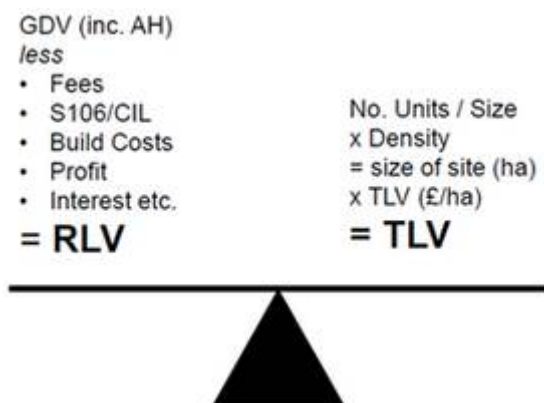 GDV (inc. AH)
less
• Fees
• S106/CIL
• Build Costs
• Profit
• Interest etc.
= RLV
No. Units / Size
x Density
= size of site (ha)
x TLV (£/ha)
= TLV